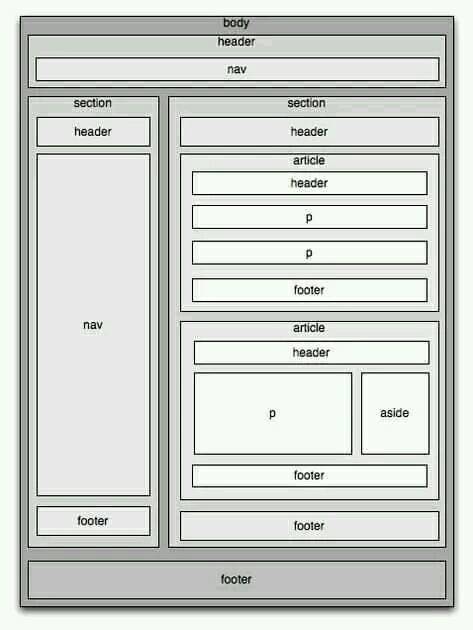 body
header
nav
section
header
nav
footer
section
header
article
header
p
p
footer
article
header
p
aside
footer
footer
footer